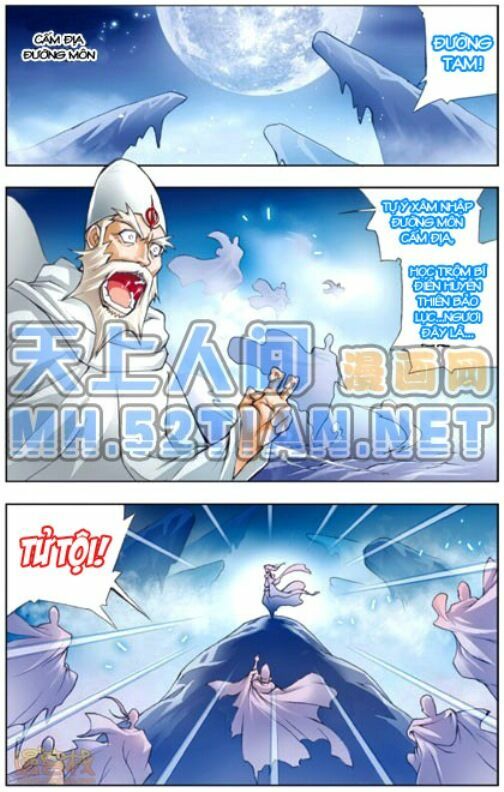 CẤM ĐỊA
ĐƯỜNG MÔN
ĐƯỜNG
TAM!
TỰ Ý XÂM NHẬP
ĐƯỜNG MÔN
CẤM ĐỊA,
HỌC TRỘM BÍ
ĐIỂN HUYỀN
THIÊN BẢO
LỤC...NGƯƠI
ĐÂY LÀ...
天上人间 漫画网
MH.52TIAN.NET
TỬ TỘI!